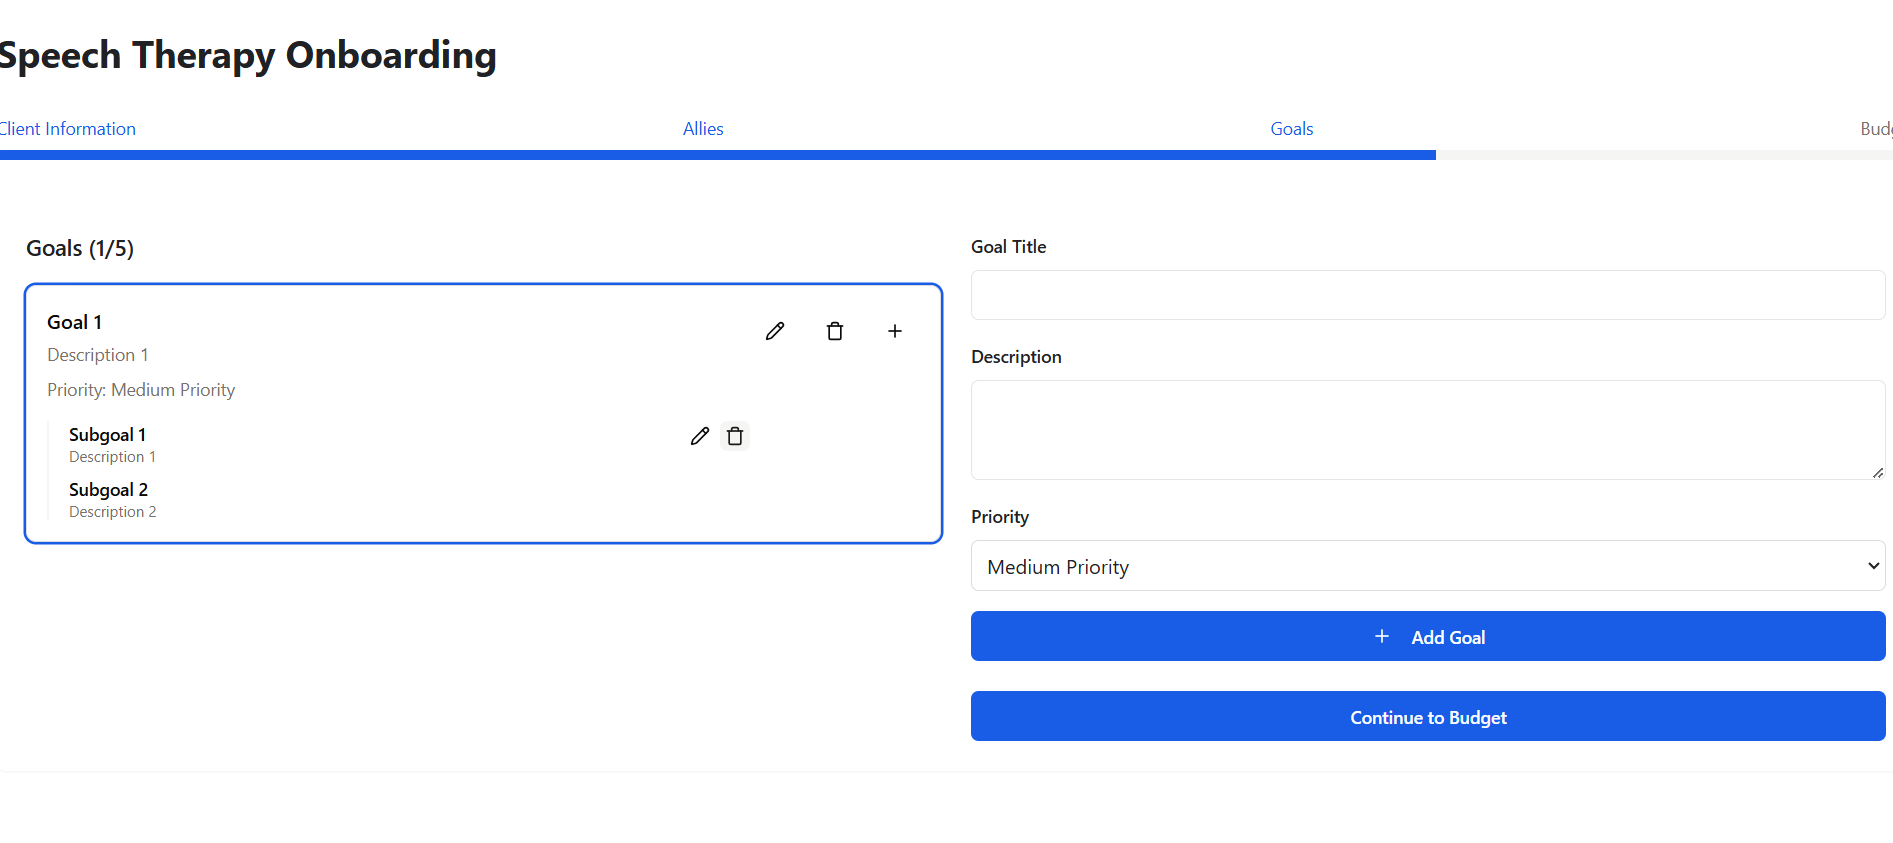 Speech Therapy Onboarding
Client Information
Allies
Goals
Goals (1/5)
Goal 1
Description 1
Priority: Medium Priority
Subgoal 1
Description 1
Subgoal 2
Description 2
Goal Title
Description
Priority
Medium Priority
Add Goal
Continue to Budget